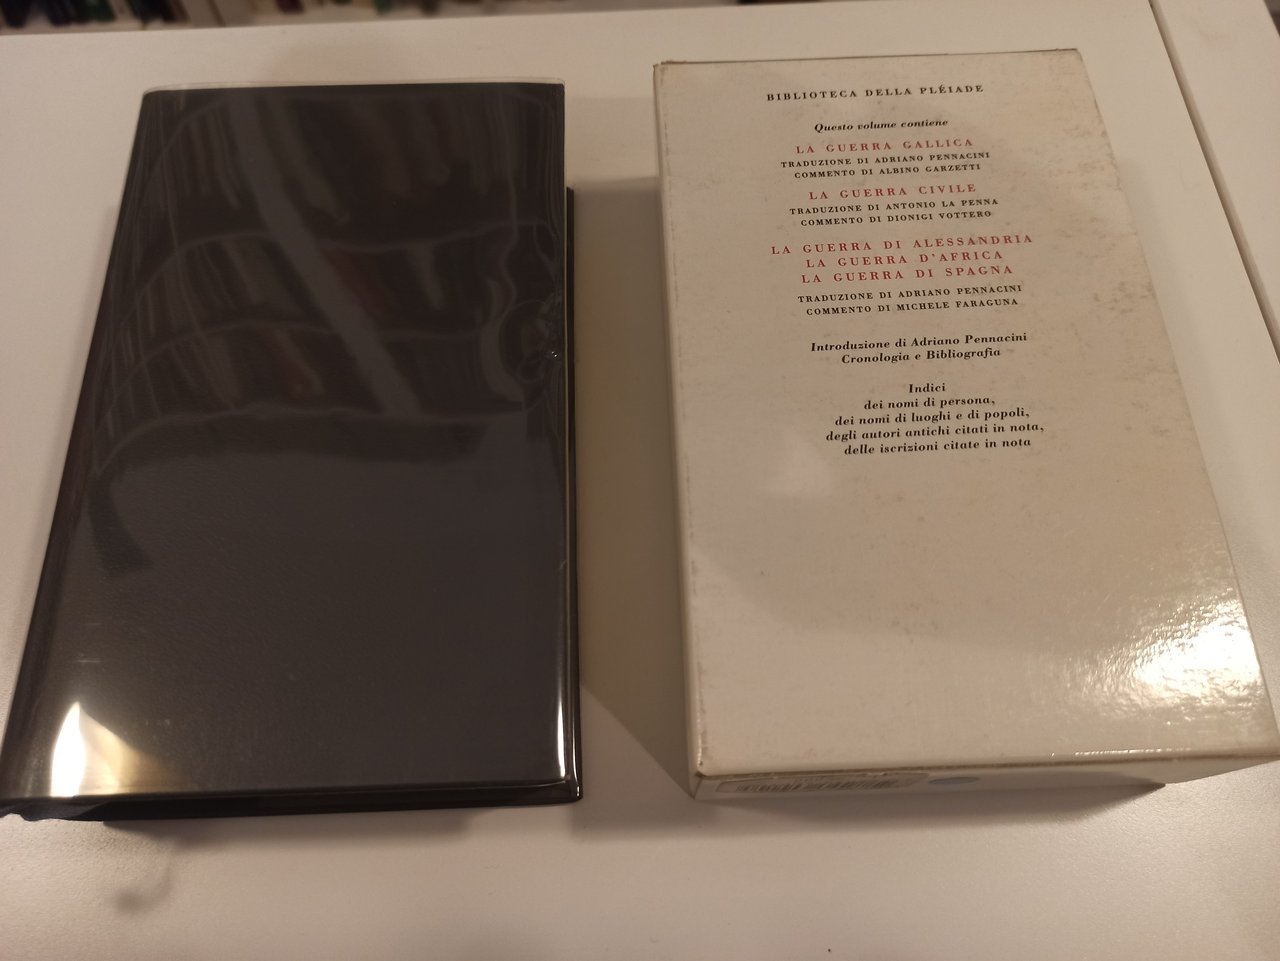 BIBLIOTECA DELLA PLÉIADE
Questo volume contiene
LA GUERRA GALLICA
TRADUZIONE DI ADRIANO PENNACINI
COMMENTO DI ALBINO GARZETTI
LA GUERRA CIVILE
TRADUZIONE DI ANTONIO LA PENNA
COMMENTO DI DIONIGI VOTTERO
LA GUERRA DI ALESSANDRIA
LA GUERRA D'AFRICA
LA GUERRA DI SPAGNA
TRADUZIONE DI ADRIANO PENNACINI
COMMENTO DI MICHELE FARAGUNA
Introduzione di Adriano Pennacini
Cronologia e Bibliografia
Indici
dei nomi di persona,
dei nomi di luoghi e di popoli,
degli autori antichi citati in nota,
delle iscrizioni citate in nota